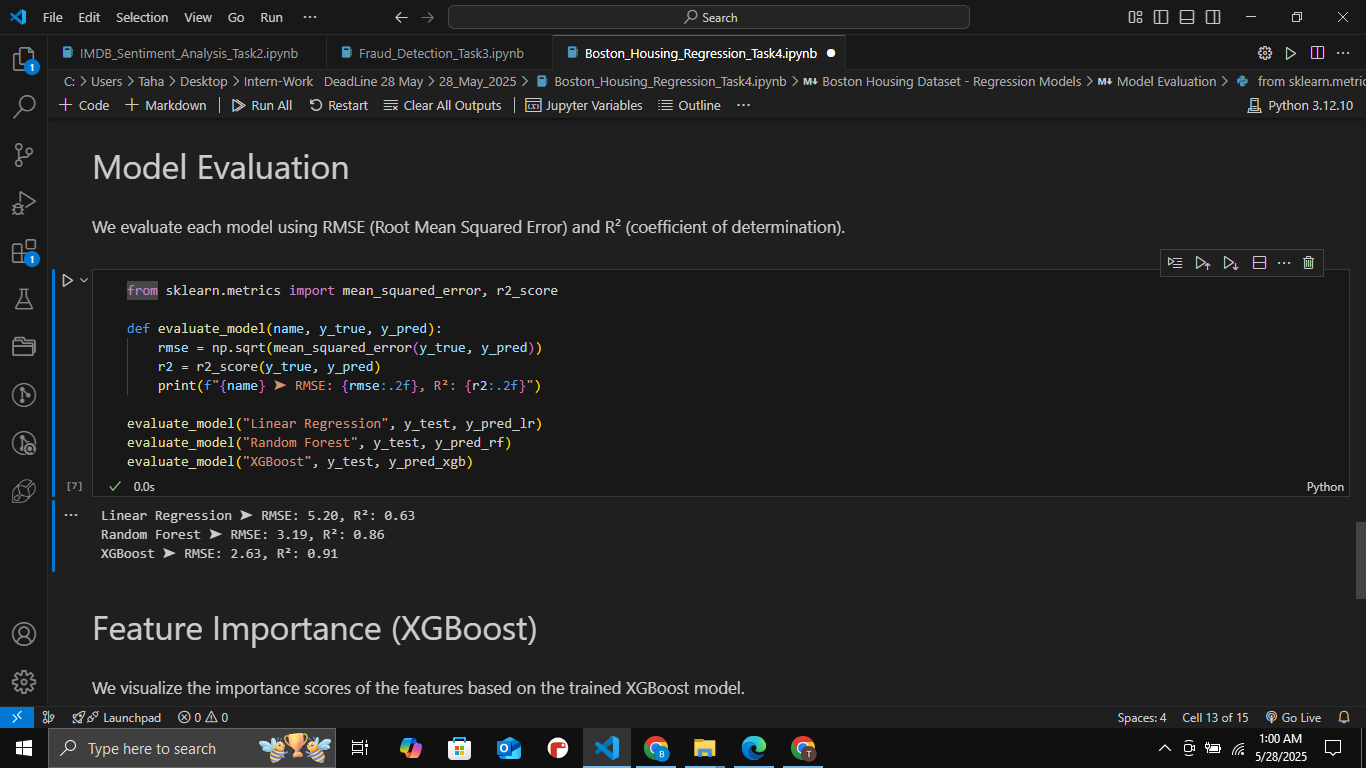 File Edit Selection View Go Run ··· Search
IMDB_Sentiment_Analysis_Task2.ipynb Fraud_Detection_Task3.ipynb Boston_Housing_Regression_Task4.ipynb
C: > Users > Taha > Desktop > Intern-Work DeadLine 28 May > 28_May_2025 > Boston_Housing_Regression_Task4.ipynb > M↓ Boston Housing Dataset - Regression Models > M↓ Model Evaluation > from sklearn.metric
+ Code + Markdown Run All Restart Clear All Outputs Jupyter Variables Outline ··· Python 3.12.10
Model Evaluation
We evaluate each model using RMSE (Root Mean Squared Error) and R² (coefficient of determination).
from sklearn.metrics import mean_squared_error, r2_score
def evaluate_model(name, y_true, y_pred):
rmse = np.sqrt(mean_squared_error(y_true, y_pred))
r2 = r2_score(y_true, y_pred)
print(f"{name} ➤ RMSE: {rmse:.2f}, R²: {r2:.2f}")
evaluate_model("Linear Regression", y_test, y_pred_lr)
evaluate_model("Random Forest", y_test, y_pred_rf)
evaluate_model("XGBoost", y_test, y_pred_xgb)
[7] ✓ 0.0s Python
··· Linear Regression ➤ RMSE: 5.20, R²: 0.63
Random Forest ➤ RMSE: 3.19, R²: 0.86
XGBoost ➤ RMSE: 2.63, R²: 0.91
Feature Importance (XGBoost)
We visualize the importance scores of the features based on the trained XGBoost model.
1
1
Launchpad 0 0 Spaces: 4 Cell 13 of 15 Go Live
Type here to search B T 1:00 AM
5/28/2025